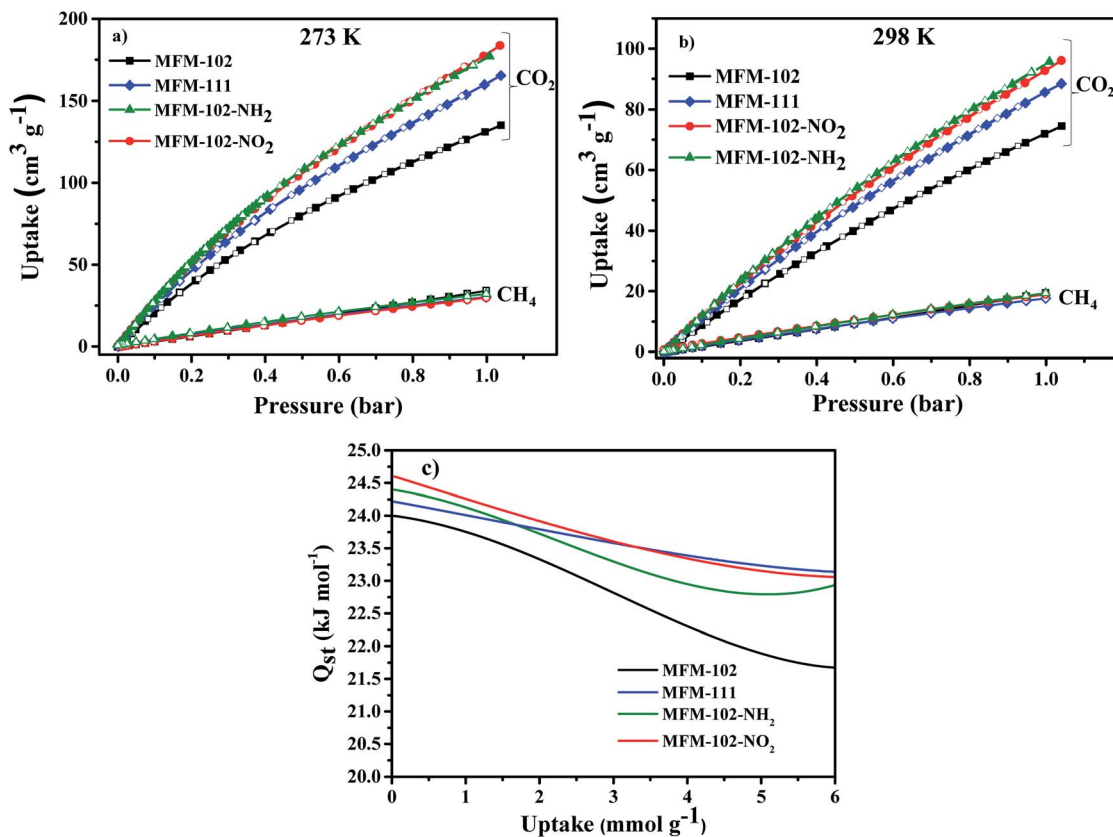 a)
273 K
MFM-102
MFM-111
MFM-102-NH2
MFM-102-NO2
CO2
CH4
200
150
100
50
0
Uptake (cm3 g-1)
0.0 0.2 0.4 0.6 0.8 1.0
Pressure (bar)
b)
298 K
MFM-102
MFM-111
MFM-102-NO2
MFM-102-NH2
CO2
CH4
100
80
60
40
20
0
Uptake (cm3 g-1)
0.0 0.2 0.4 0.6 0.8 1.0
Pressure (bar)
c)
25.0
24.5
24.0
23.5
23.0
22.5
22.0
21.5
21.0
20.5
20.0
Qst (kJ mol-1)
MFM-102
MFM-111
MFM-102-NH2
MFM-102-NO2
0 1 2 3 4 5 6
Uptake (mmol g-1)